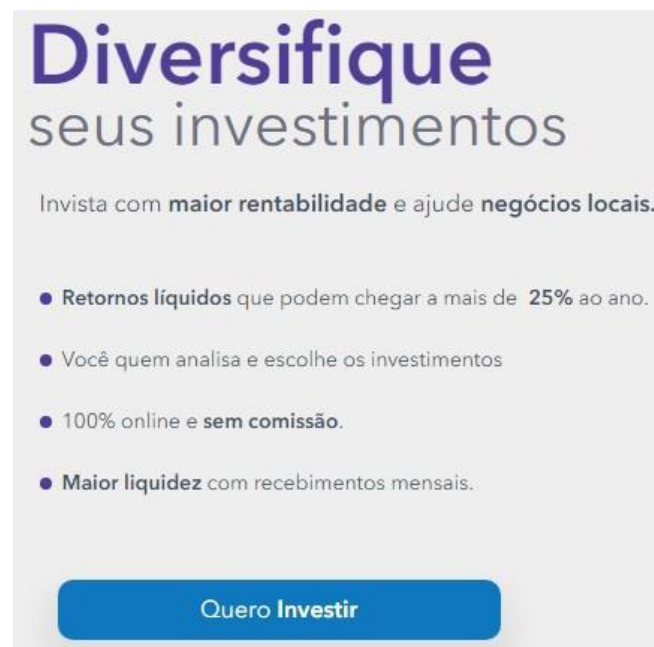 Diversifique
seus investimentos
Invista com maior rentabilidade e ajude negócios locais.
Retornos líquidos que podem chegar a mais de 25% ao ano.
Você quem analisa e escolhe os investimentos
100% online e sem comissão.
Maior liquidez com recebimentos mensais.
Quero Investir